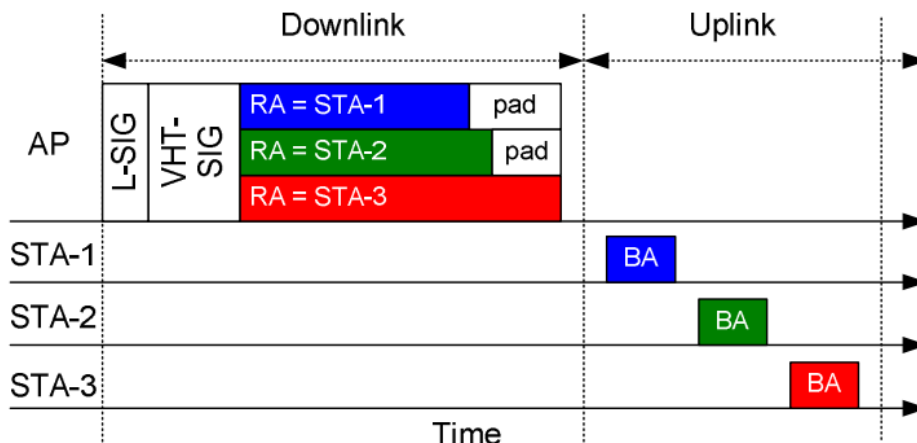 Downlink
Uplink
AP
L-SIG
VHT-
SIG
RA = STA-1
pad
RA = STA-2
pad
RA = STA-3
STA-1
BA
STA-2
BA
STA-3
BA
Time